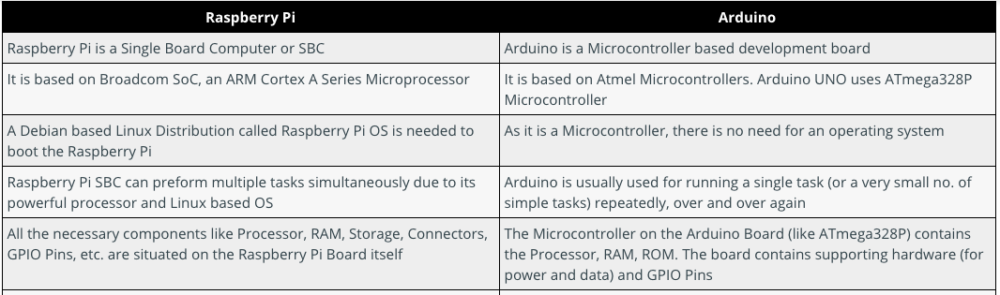 Raspberry Pi
Arduino
Raspberry Pi is a Single Board Computer or SBC
Arduino is a Microcontroller based development board
It is based on Broadcom SoC, an ARM Cortex A Series Microprocessor
It is based on Atmel Microcontrollers. Arduino UNO uses ATmega328P
Microcontroller
A Debian based Linux Distribution called Raspberry Pi OS is needed to
boot the Raspberry Pi
As it is a Microcontroller, there is no need for an operating system
Raspberry Pi SBC can preform multiple tasks simultaneously due to its
powerful processor and Linux based OS
Arduino is usually used for running a single task (or a very small no. of
simple tasks) repeatedly, over and over again
All the necessary components like Processor, RAM, Storage, Connectors,
GPIO Pins, etc. are situated on the Raspberry Pi Board itself
The Microcontroller on the Arduino Board (like ATmega328P) contains
the Processor, RAM, ROM. The board contains supporting hardware (for
power and data) and GPIO Pins